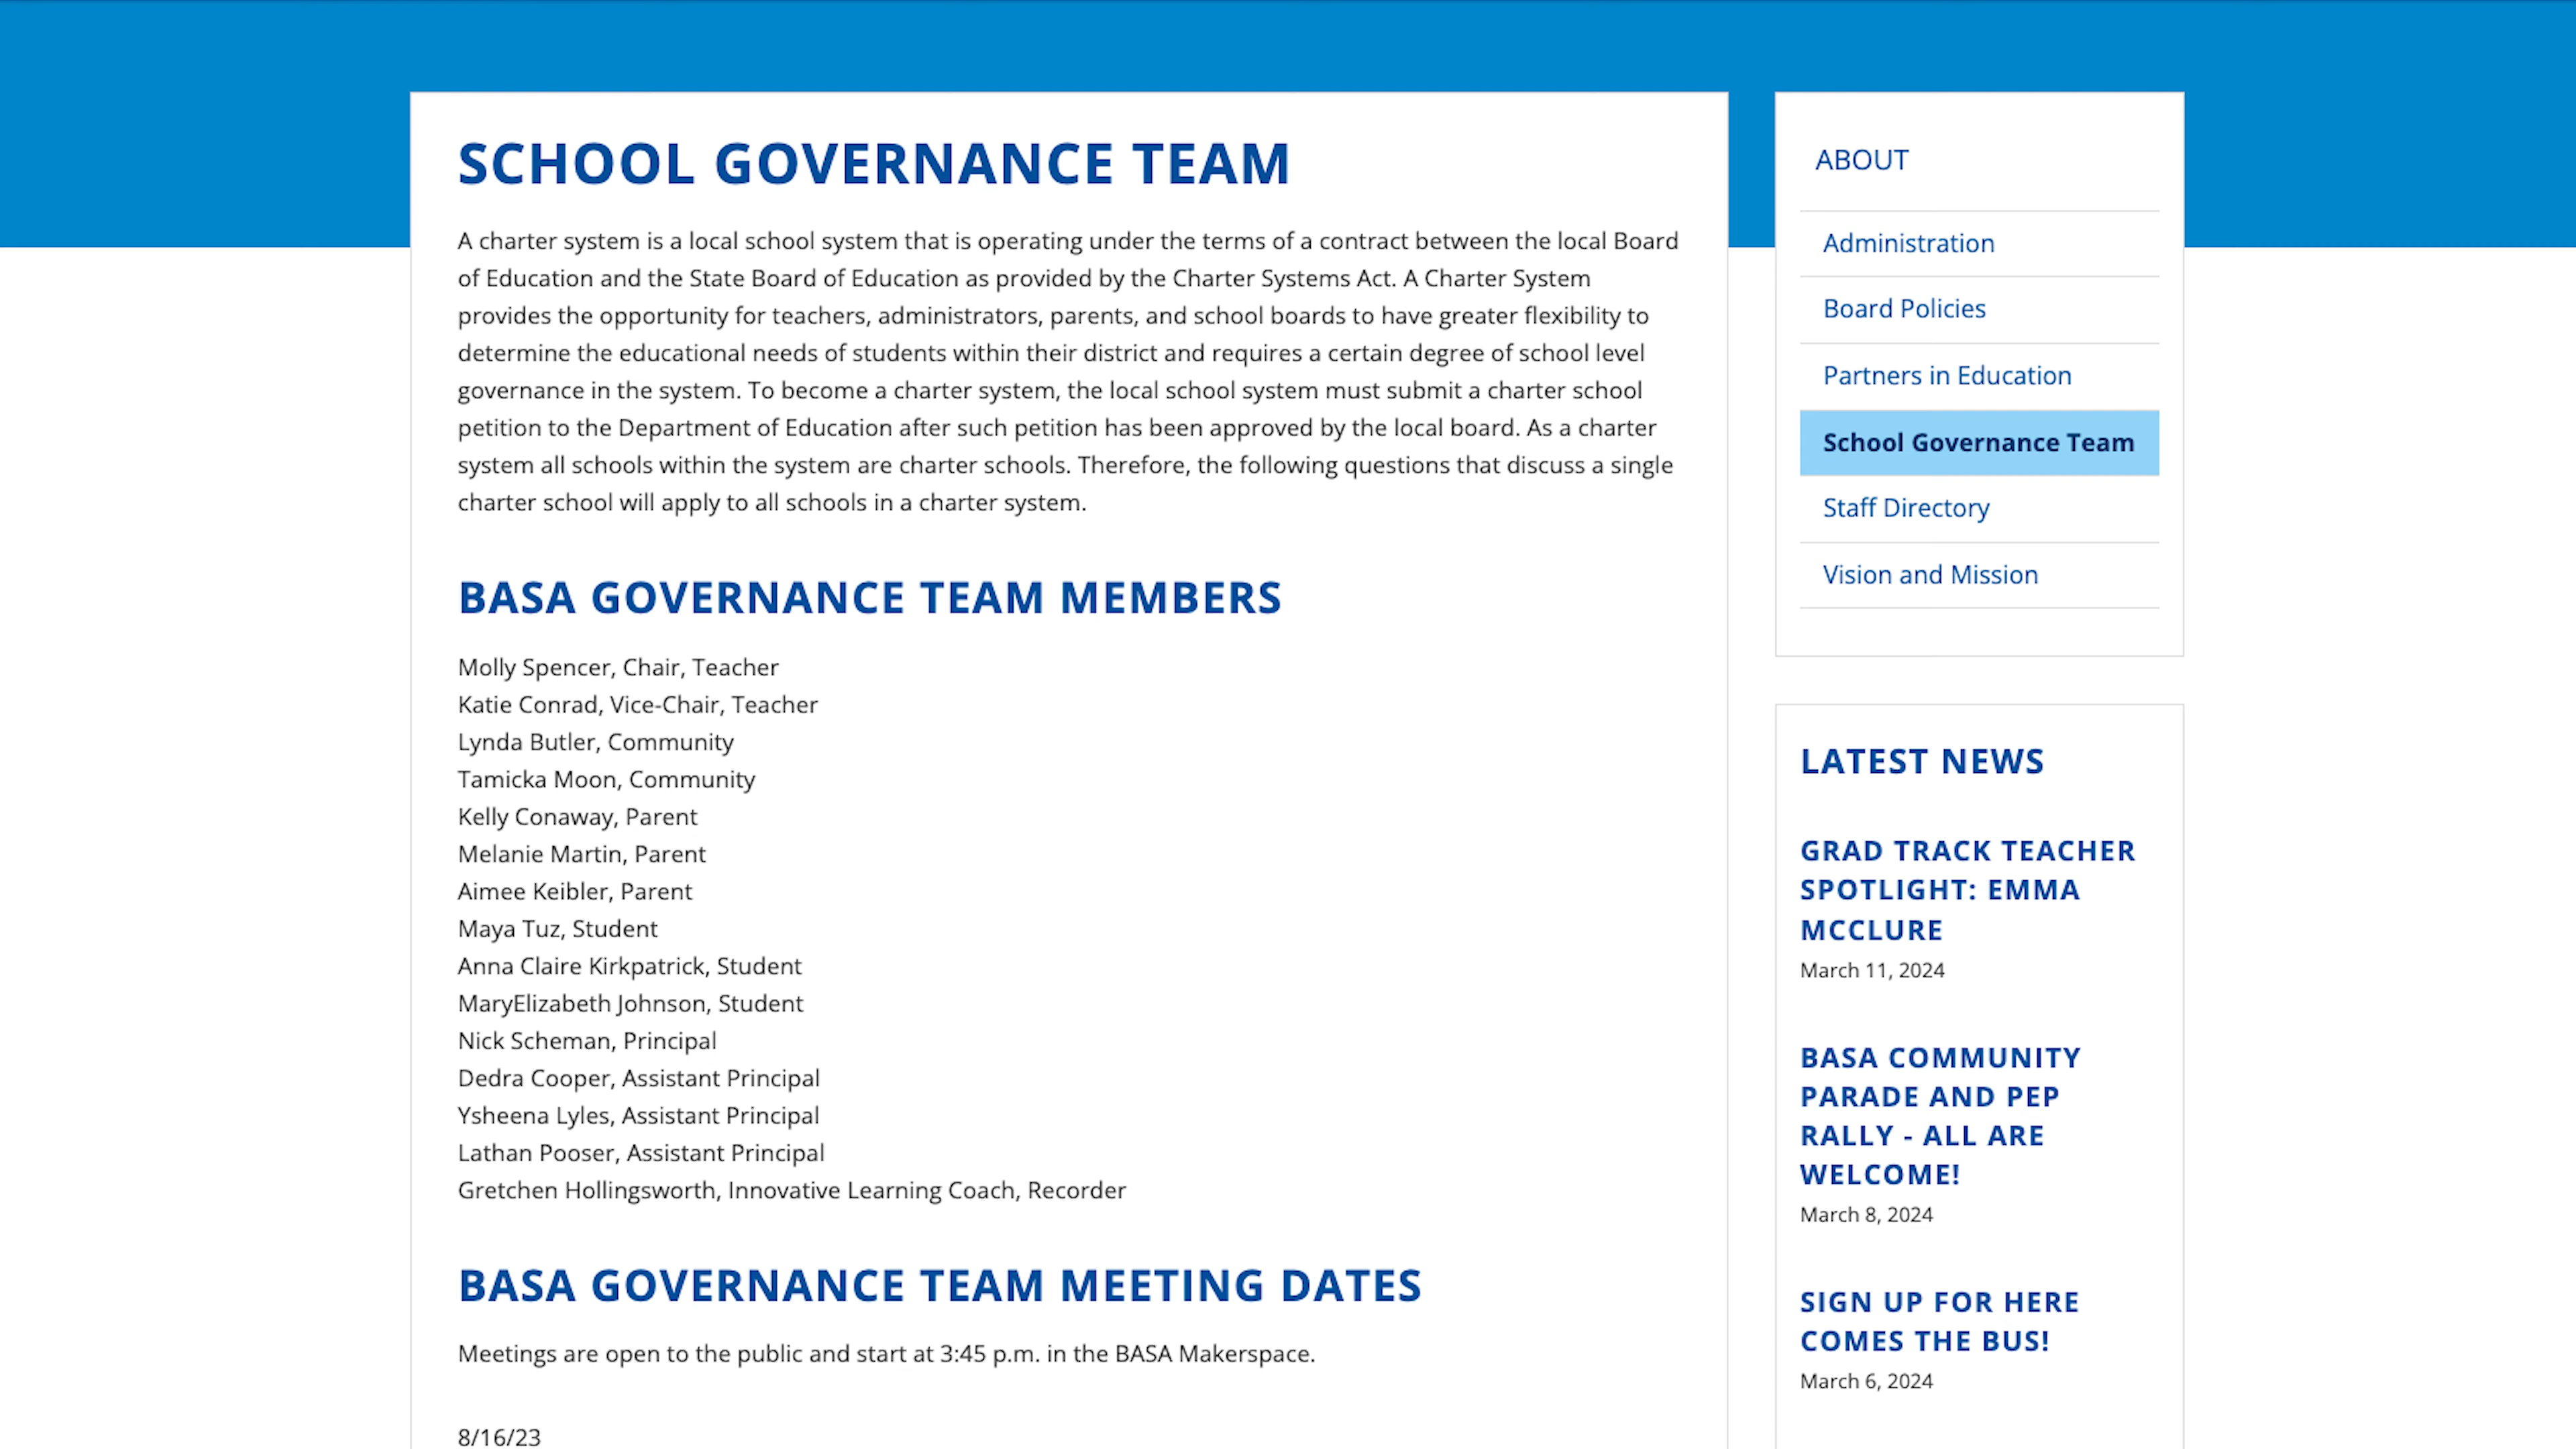 SCHOOL GOVERNANCE TEAM
A charter system is a local school system that is operating under the terms of a contract between the local Board
of Education and the State Board of Education as provided by the Charter Systems Act. A Charter System
provides the opportunity for teachers, administrators, parents, and school boards to have greater flexibility to
determine the educational needs of students within their district and requires a certain degree of school level
governance in the system. To become a charter system, the local school system must submit a charter school
petition to the Department of Education after such petition has been approved by the local board. As a charter
system all schools within the system are charter schools. Therefore, the following questions that discuss a single
charter school will apply to all schools in a charter system.
BASA GOVERNANCE TEAM MEMBERS
Molly Spencer, Chair, Teacher
Katie Conrad, Vice-Chair, Teacher
Lynda Butler, Community
Tamicka Moon, Community
Kelly Conaway, Parent
Melanie Martin, Parent
Aimee Keibler, Parent
Maya Tuz, Student
Anna Claire Kirkpatrick, Student
MaryElizabeth Johnson, Student
Nick Scheman, Principal
Dedra Cooper, Assistant Principal
Ysheena Lyles, Assistant Principal
Lathan Pooser, Assistant Principal
Gretchen Hollingsworth, Innovative Learning Coach, Recorder
BASA GOVERNANCE TEAM MEETING DATES
Meetings are open to the public and start at 3:45 p.m. in the BASA Makerspace.
8/16/23
ABOUT
Administration
Board Policies
Partners in Education
School Governance Team
Staff Directory
Vision and Mission
LATEST NEWS
GRAD TRACK TEACHER
SPOTLIGHT: EMMA
MCCLURE
March 11, 2024
BASA COMMUNITY
PARADE AND PEP
RALLY - ALL ARE
WELCOME!
March 8, 2024
SIGN UP FOR HERE
COMES THE BUS!
March 6, 2024